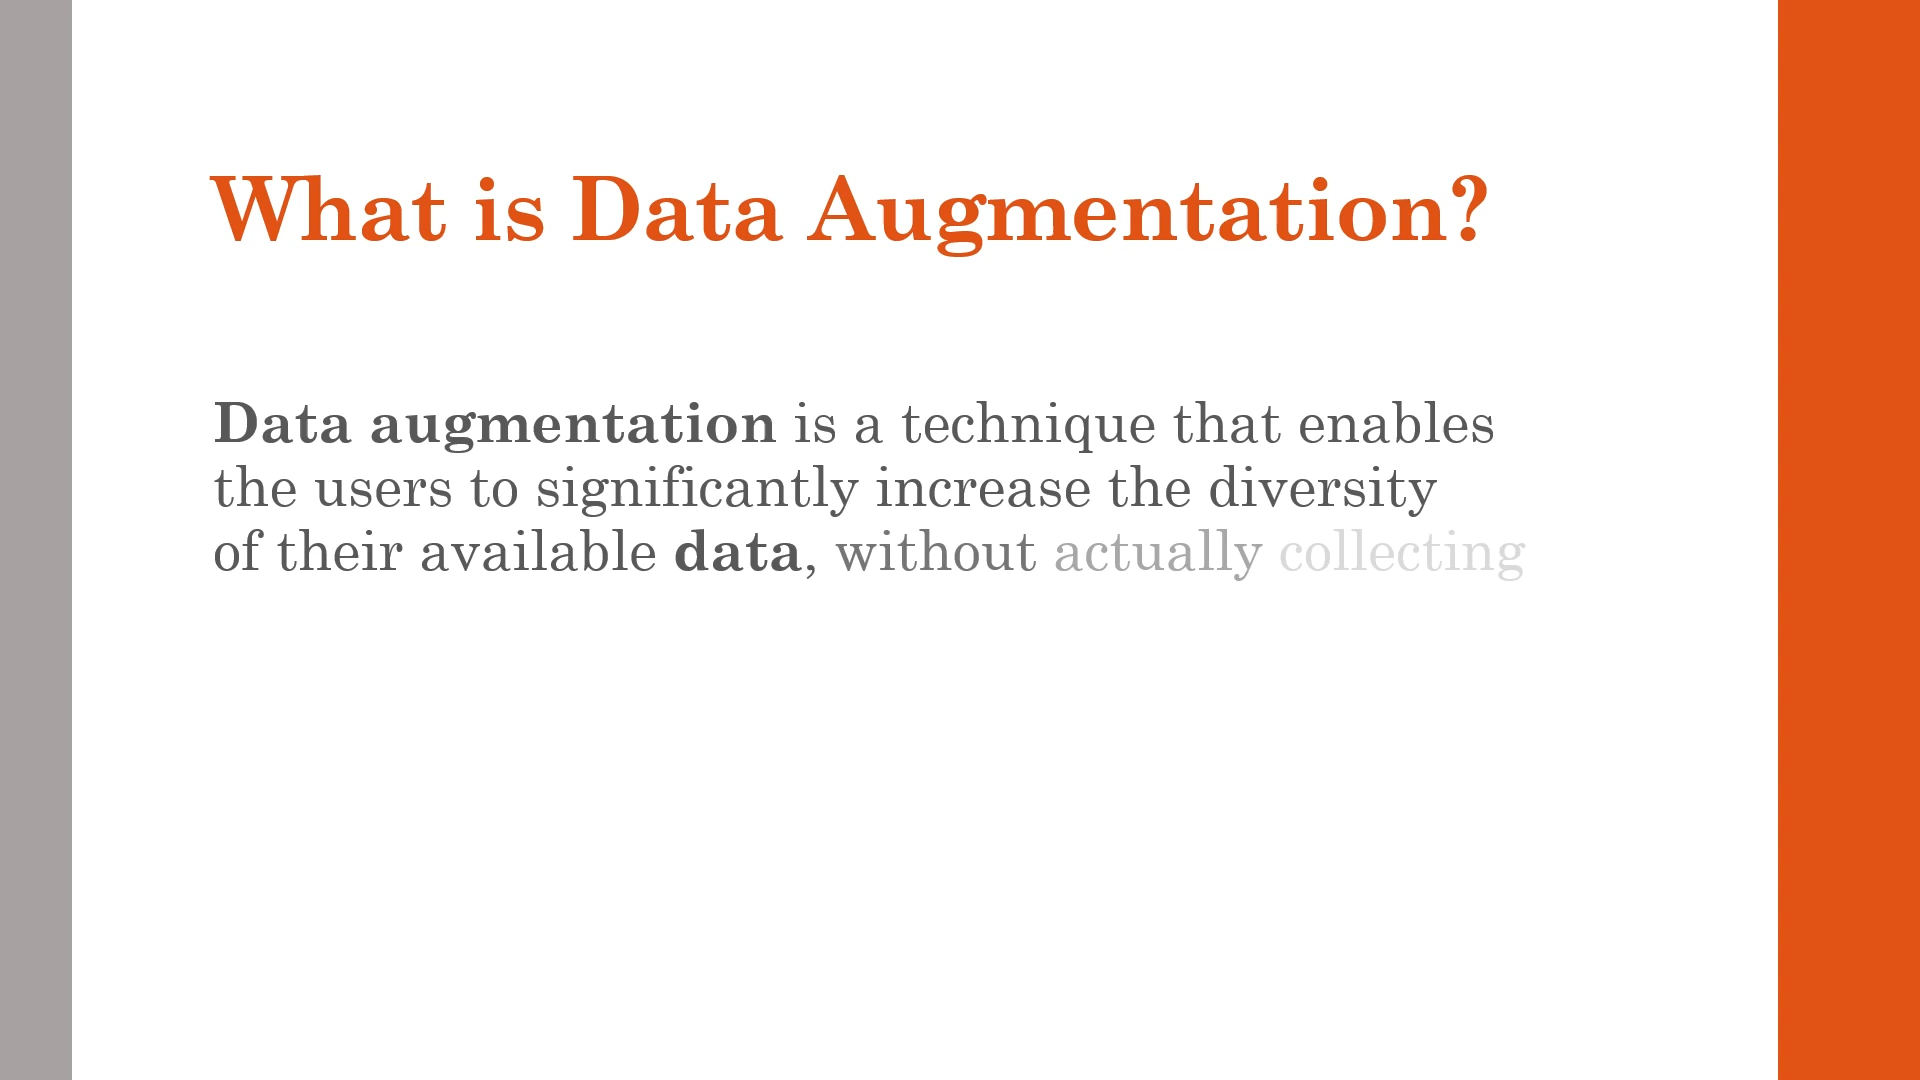 What is Data Augmentation?
Data augmentation is a technique that enables
the users to significantly increase the diversity
of their available data, without actually collecting